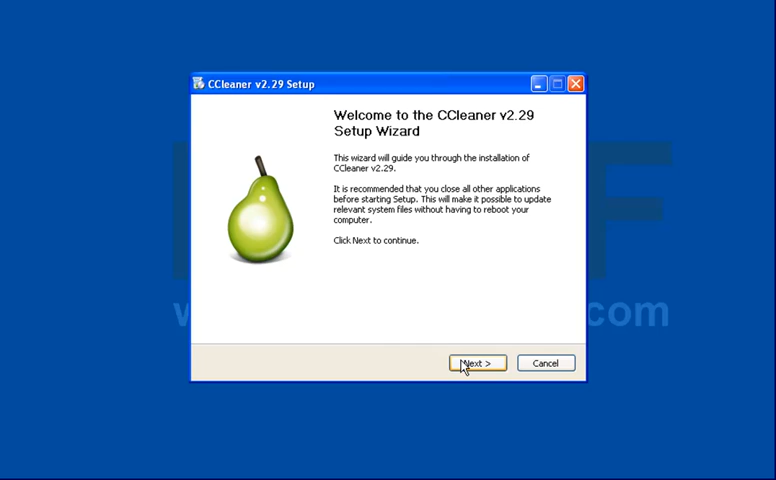 CCleaner v2.29 Setup
Welcome to the CCleaner v2.29
Setup Wizard
This wizard will guide you through the installation of
CCleaner v2.29.
It is recommended that you close all other applications
before starting Setup. This will make it possible to update
relevant system files without having to reboot your
computer.
Click Next to continue.
.com
Next >
Cancel